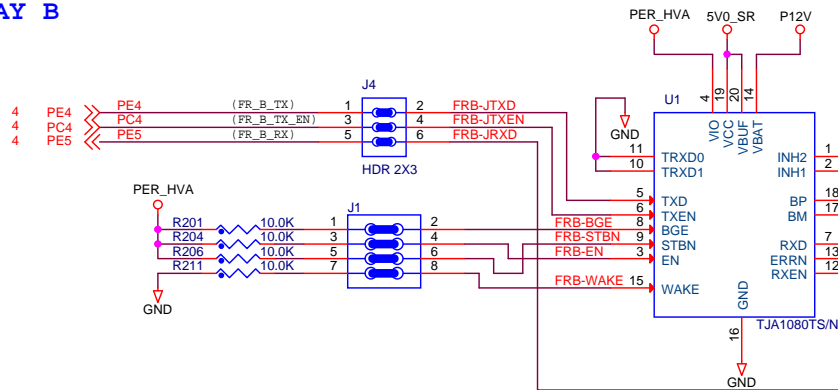 AY B
PER_HVA 5V0_SR P12V
J4 U1
4 19 20 14
VIO VCC VBUF VBAT
4 PE4 PE4 (FR_B_TX) 1 2 FRB-JTXD
4 PC4 PC4 (FR_B_TX_EN) 3 4 FRB-JTXEN
4 PE5 PE5 (FR_B_RX) 5 6 FRB-JRXD
HDR 2X3
GND
11 TRXD0 INH2 1
10 TRXD1 INH1 2
5 TXD BP 18
6 TXEN BM 17
8 BGE
9 STBN RXD 7
3 EN ERRN 13
RXEN 12
15 WAKE
GND
16
TJA1080TS/N
GND
PER_HVA
J1
R201 10.0K 1 2 FRB-BGE
R204 10.0K 3 4 FRB-STBN
R206 10.0K 5 6 FRB-EN
R211 10.0K 7 8 FRB-WAKE
GND